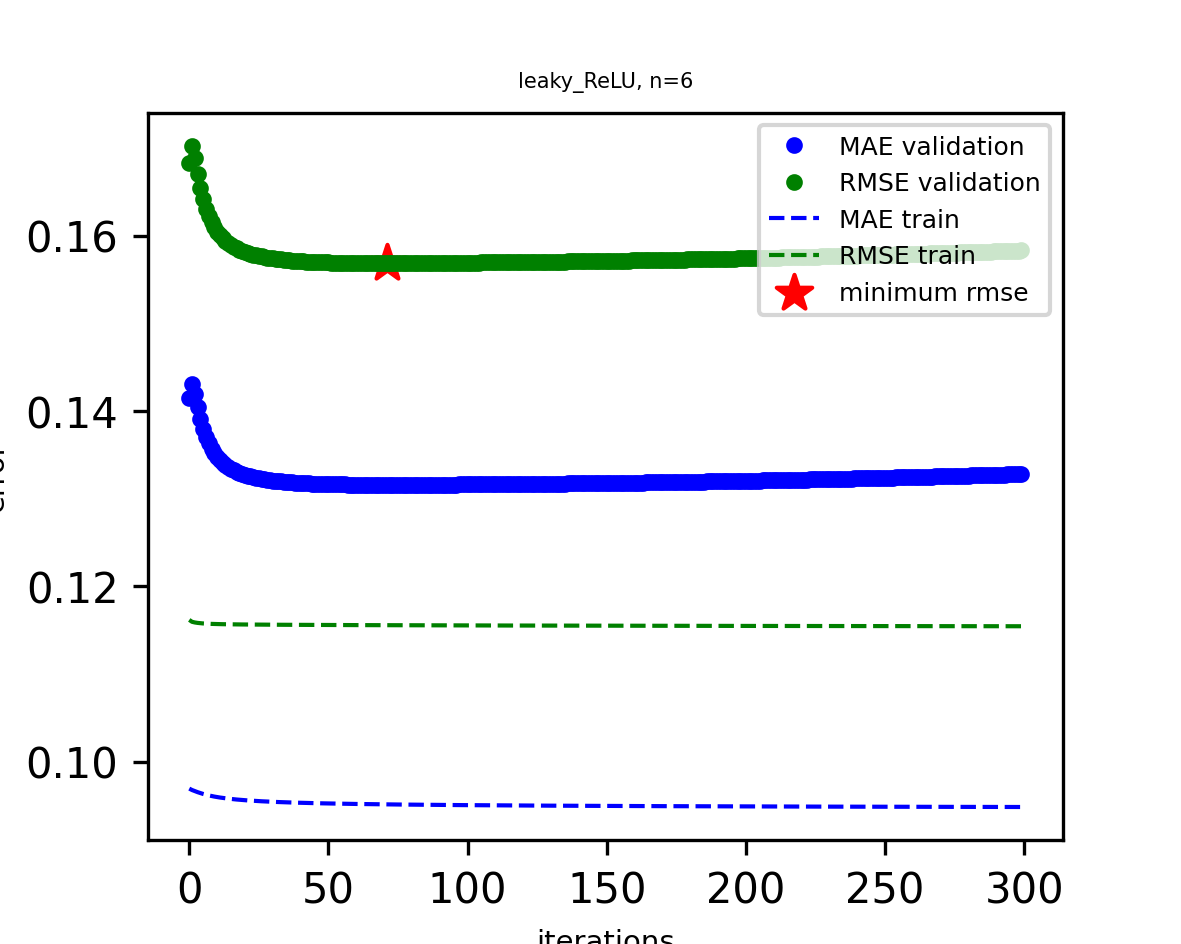 leaky_ReLU, n=6
MAE validation
RMSE validation
MAE train
RMSE train
minimum rmse
0.16
0.14
0.12
0.10
0 50 100 150 200 250 300
iterations
error